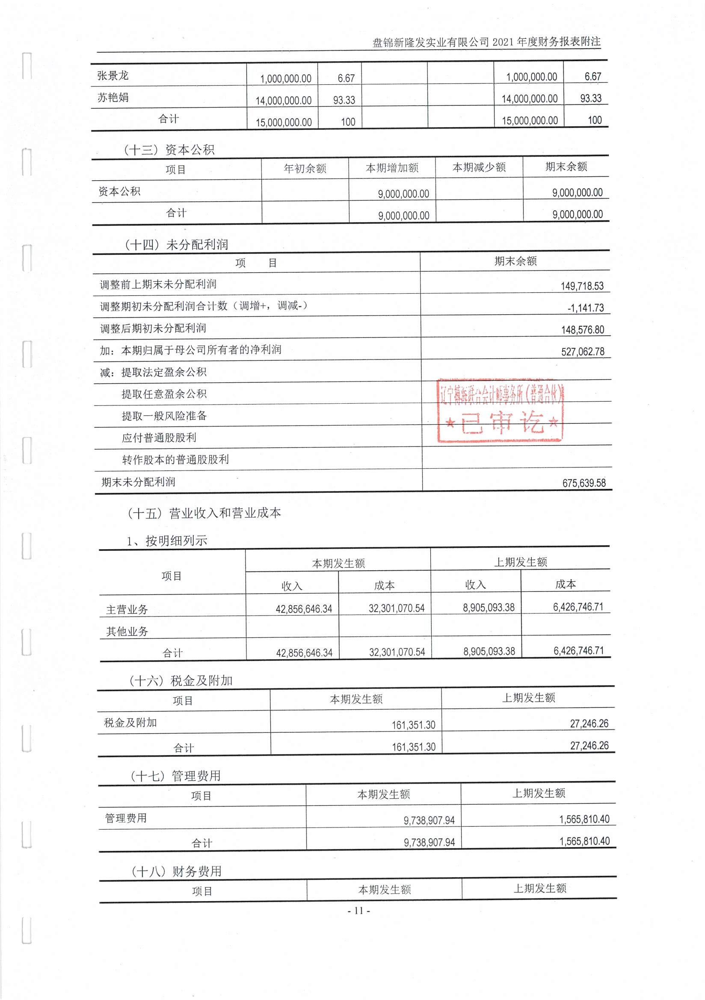 盘锦新隆发实业有限公司 2021 年度财务报表附注
张景龙 1,000,000.00 6.67 1,000,000.00 6.67
苏艳娟 14,000,000.00 93.33 14,000,000.00 93.33
合计 15,000,000.00 100 15,000,000.00 100
（十三）资本公积
项目 年初余额 本期增加额 本期减少额 期末余额
资本公积 9,000,000.00 9,000,000.00
合计 9,000,000.00 9,000,000.00
（十四）未分配利润
项 目 期末余额
调整前上期末未分配利润 149,718.53
调整期初未分配利润合计数（调增+，调减-） -1,141.73
调整后期初未分配利润 148,576.80
加：本期归属于母公司所有者的净利润 527,062.78
减：提取法定盈余公积
提取任意盈余公积
提取一般风险准备
应付普通股股利
转作股本的普通股股利
期末未分配利润 675,639.58
辽宁博海联合会计师事务所（普通合伙）
★已审讫★
（十五）营业收入和营业成本
1、按明细列示
项目 本期发生额 上期发生额
收入 成本 收入 成本
主营业务 42,856,646.34 32,301,070.54 8,905,093.38 6,426,746.71
其他业务
合计 42,856,646.34 32,301,070.54 8,905,093.38 6,426,746.71
（十六）税金及附加
项目 本期发生额 上期发生额
税金及附加 161,351.30 27,246.26
合计 161,351.30 27,246.26
（十七）管理费用
项目 本期发生额 上期发生额
管理费用 9,738,907.94 1,565,810.40
合计 9,738,907.94 1,565,810.40
（十八）财务费用
项目 本期发生额 上期发生额
- 11 -